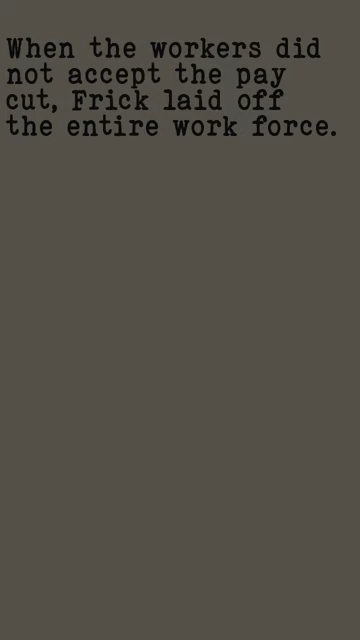 When the workers did
not accept the pay
cut, Frick laid off
the entire work force.